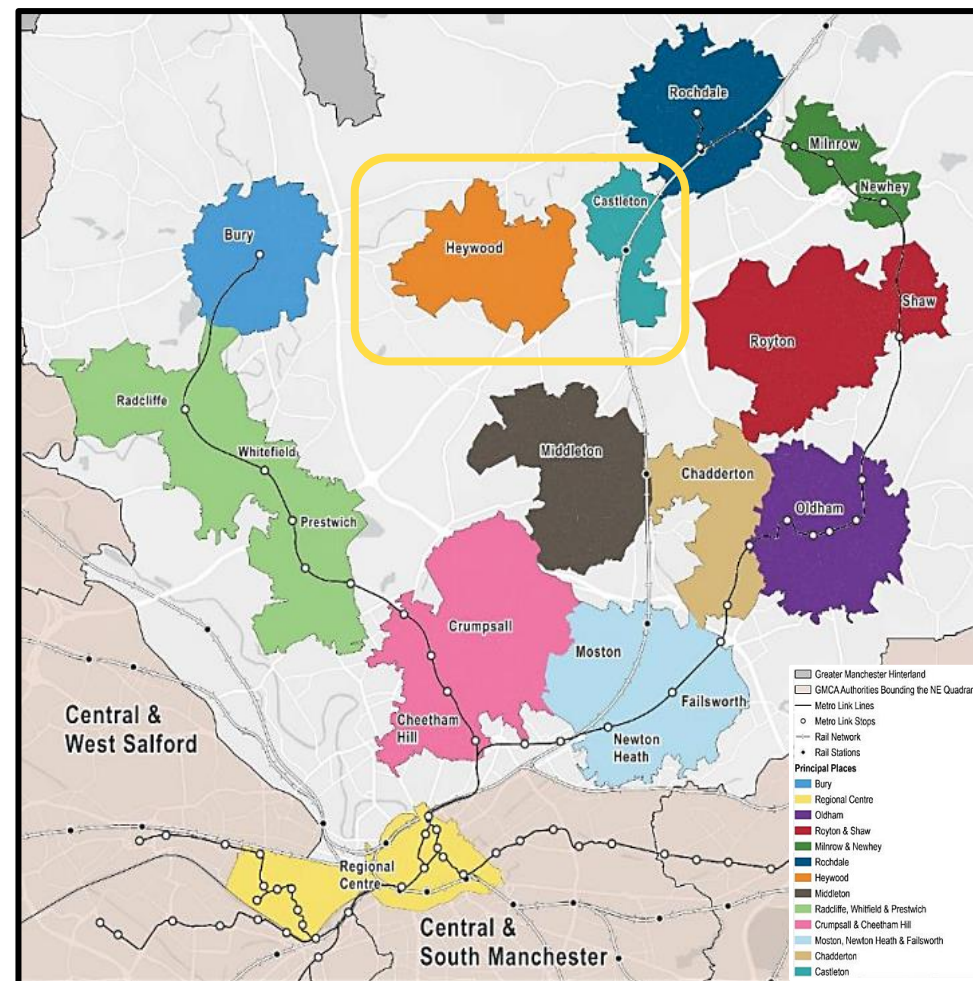 Rochdale
Milnrow
Newhey
Castleton
Bury
Heywood
Shaw
Royton
Radcliffe
Whitefield
Middleton
Chadderton
Prestwich
Oldham
Crumpsall
Moston
Failsworth
Cheetham
Hill
Newton
Heath
Central &
West Salford
Regional
Centre
Central &
South Manchester
Greater Manchester Hinterland
GMCA Authorities Bounding the NE Quadran
Metro Link Lines
Metro Link Stops
Rail Network
Rail Stations
Principal Places
Bury
Regional Centre
Oldham
Royton & Shaw
Milnrow & Newhey
Rochdale
Heywood
Middleton
Radcliffe, Whitfield & Prestwich
Crumpsall & Cheetham Hill
Moston, Newton Heath & Failsworth
Chadderton
Castleton